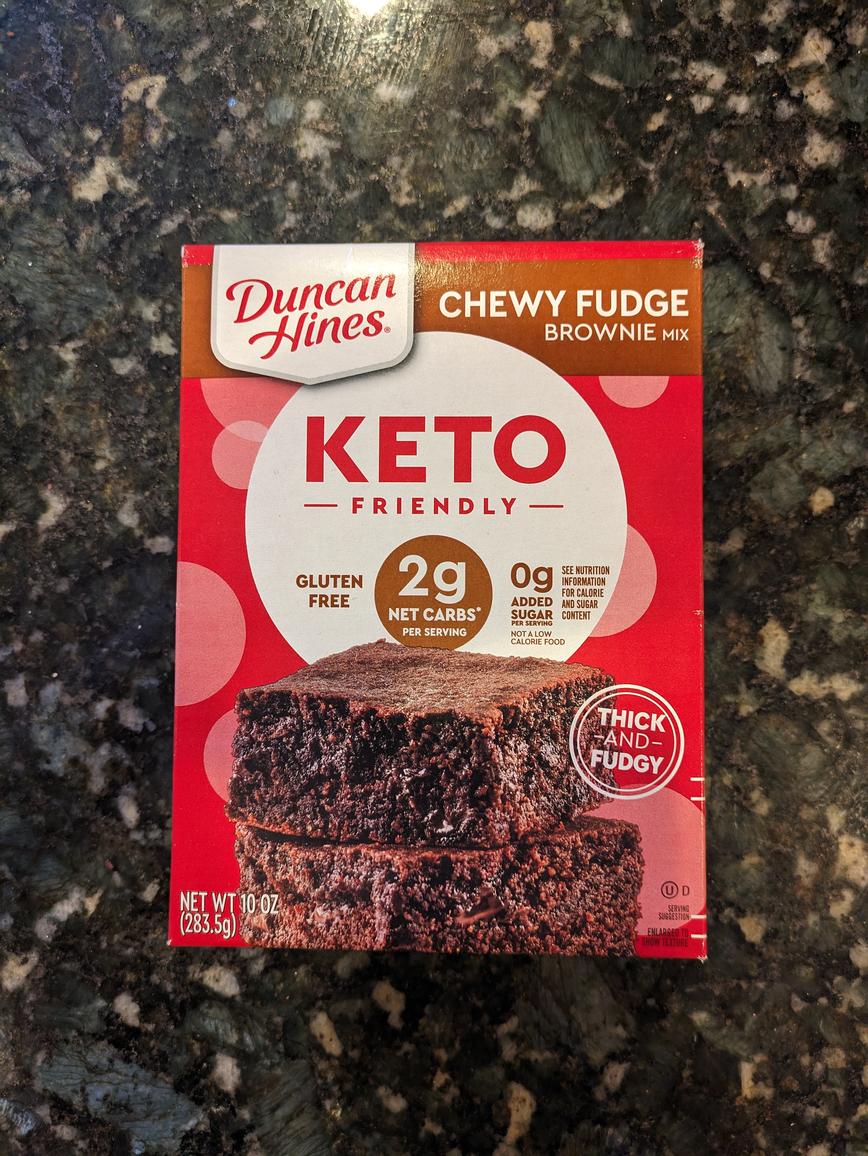 Duncan
Hines®
CHEWY FUDGE
BROWNIE MIX
KETO
FRIENDLY
GLUTEN
FREE
2g
NET CARBS*
PER SERVING
0g
ADDED
SUGAR
PER SERVING
NOT A LOW
CALORIE FOOD
SEE NUTRITION
INFORMATION
FOR CALORIE
AND SUGAR
CONTENT
THICK
-AND-
FUDGY
NET WT 10 OZ
(283.5g)
U D
SERVING
SUGGESTION
ENLARGED TO
SHOW TEXTURE